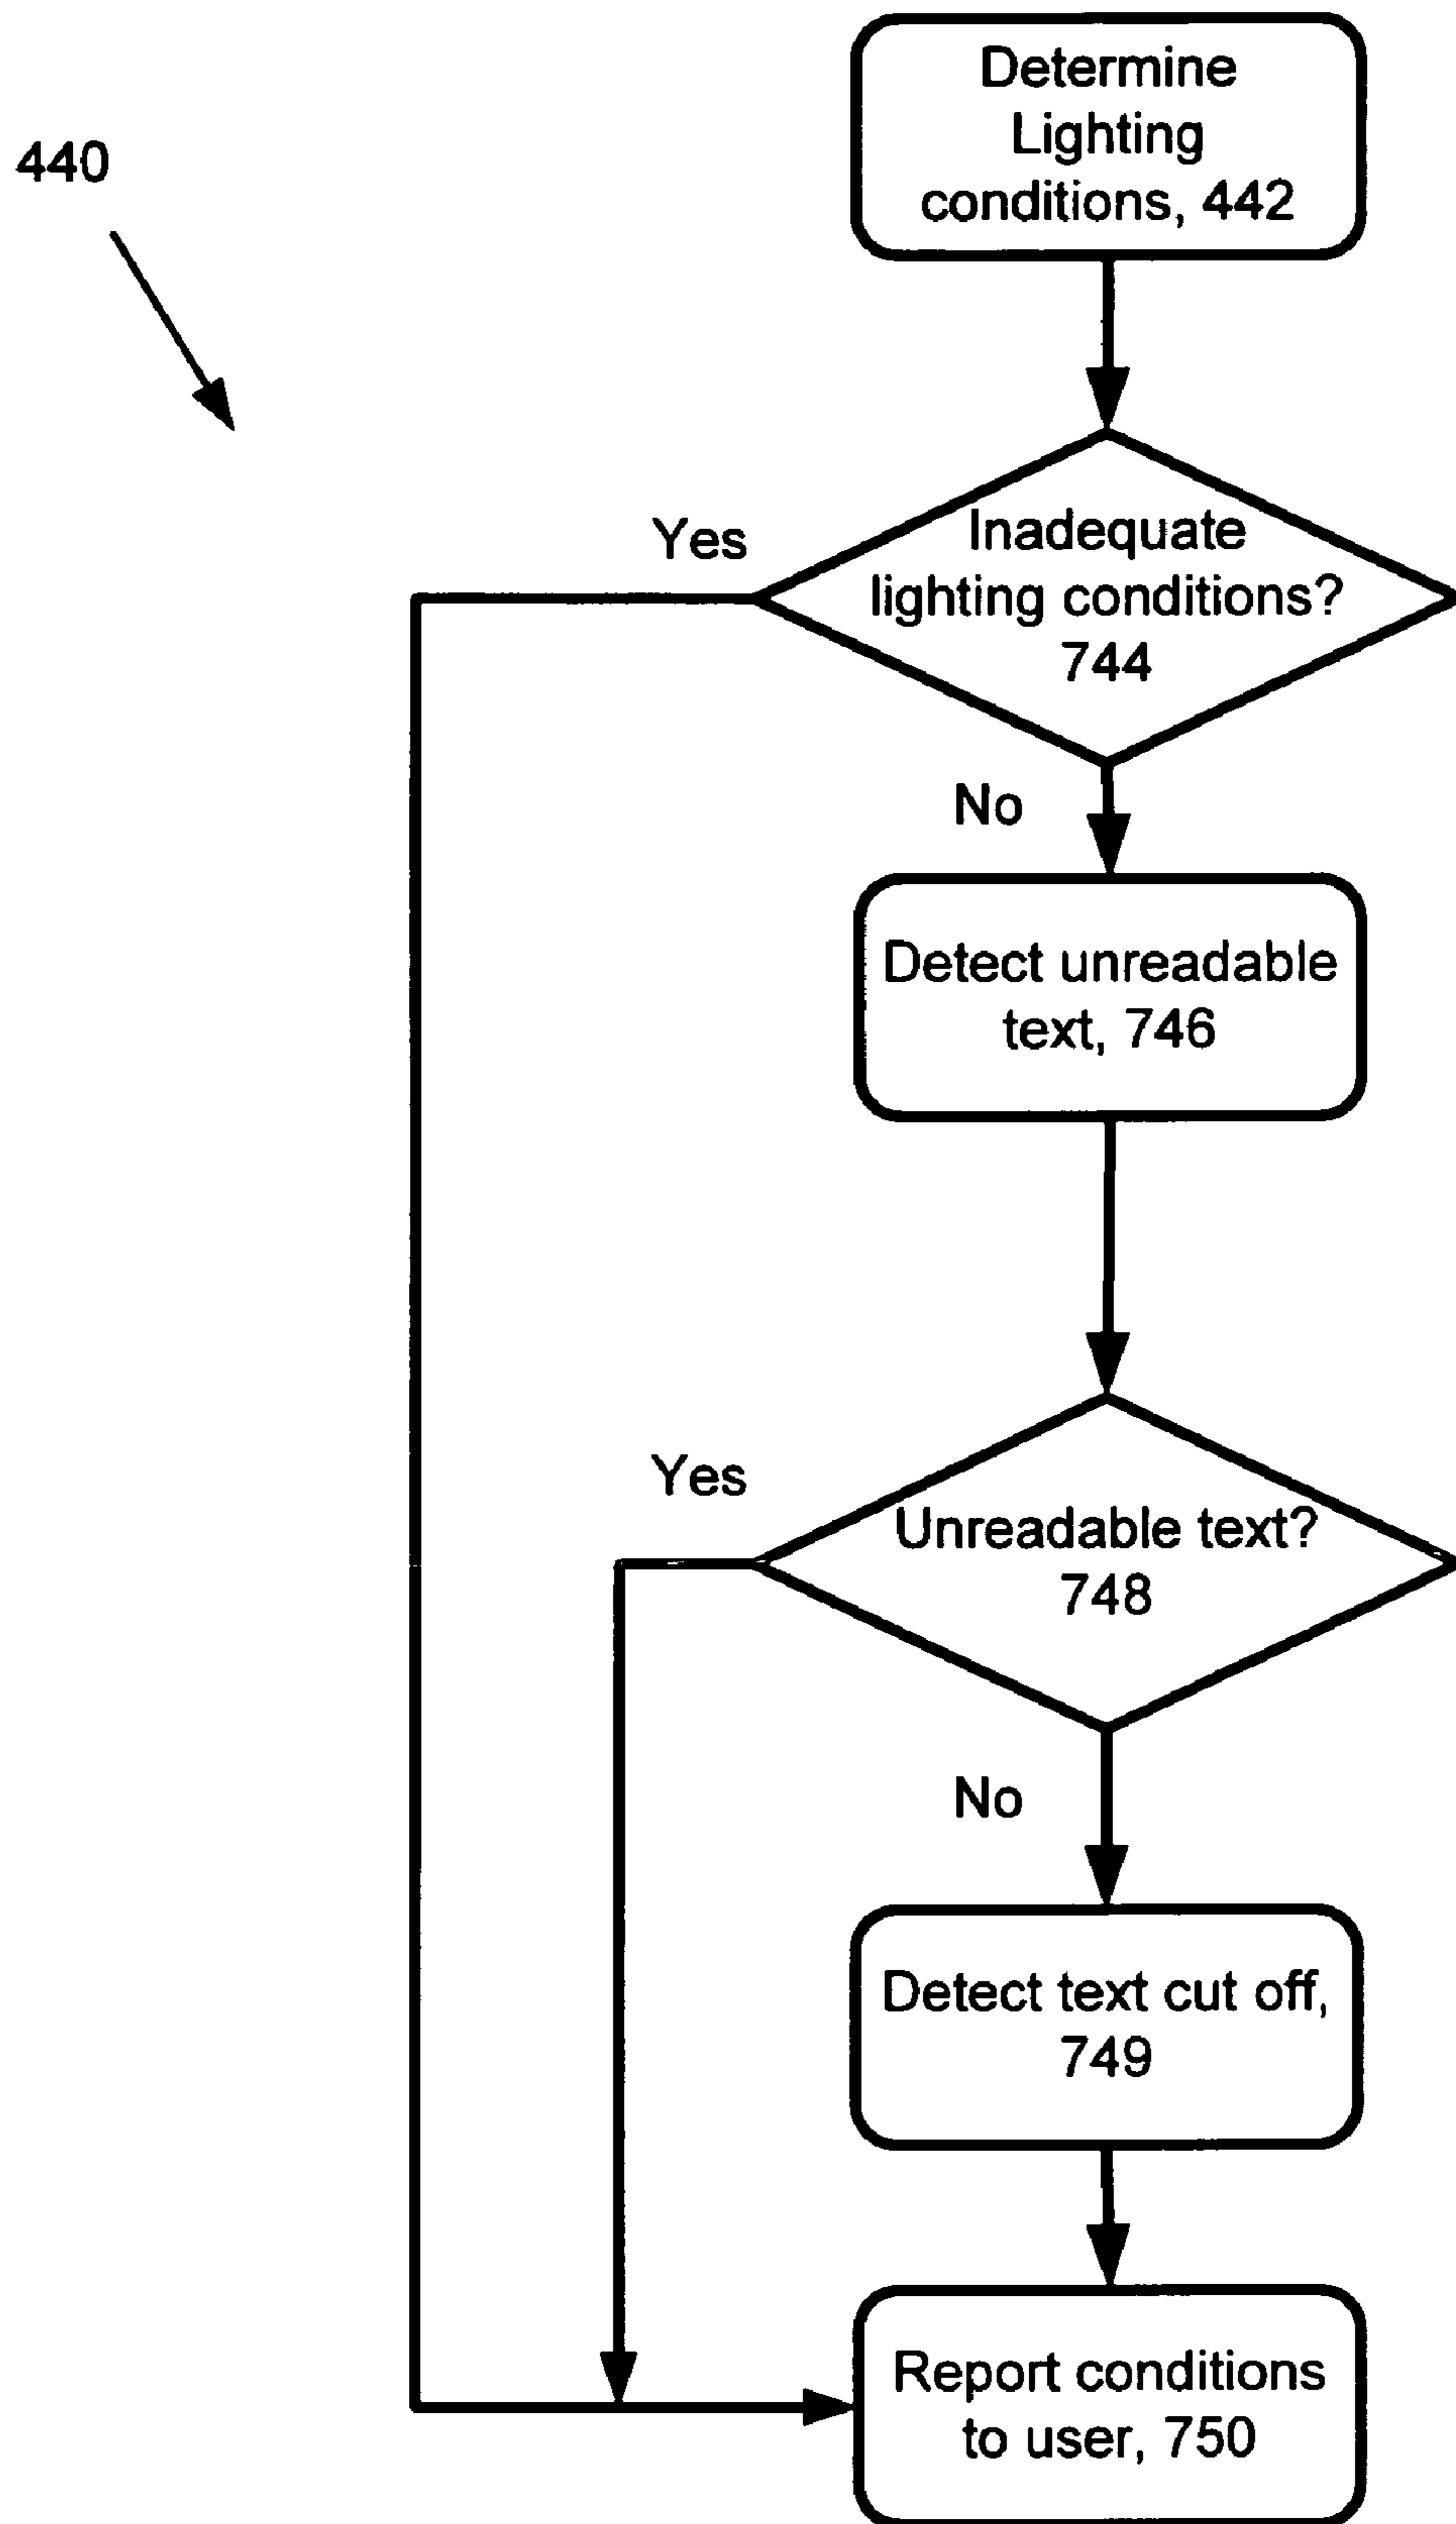 440
Determine
Lighting
conditions, 442
Yes
Inadequate
lighting conditions?
744
No
Detect unreadable
text, 746
Yes
Unreadable text?
748
No
Detect text cut off,
749
Report conditions
to user, 750